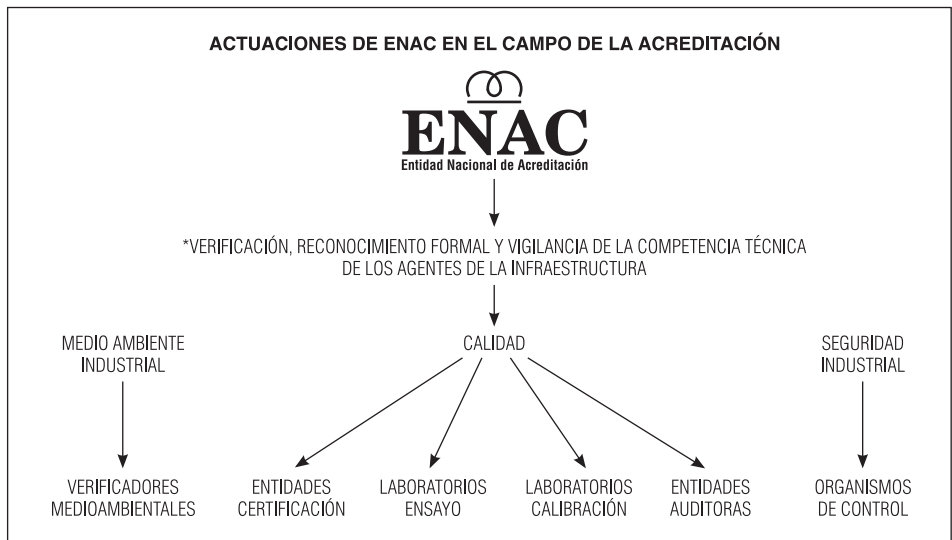 ACTUACIONES DE ENAC EN EL CAMPO DE LA ACREDITACIÓN
ENAC
Entidad Nacional de Acreditación
*VERIFICACIÓN, RECONOCIMIENTO FORMAL Y VIGILANCIA DE LA COMPETENCIA TÉCNICA
DE LOS AGENTES DE LA INFRAESTRUCTURA
MEDIO AMBIENTE
INDUSTRIAL
CALIDAD
SEGURIDAD
INDUSTRIAL
VERIFICADORES
MEDIOAMBIENTALES
ENTIDADES
CERTIFICACIÓN
LABORATORIOS
ENSAYO
LABORATORIOS
CALIBRACIÓN
ENTIDADES
AUDITORAS
ORGANISMOS
DE CONTROL